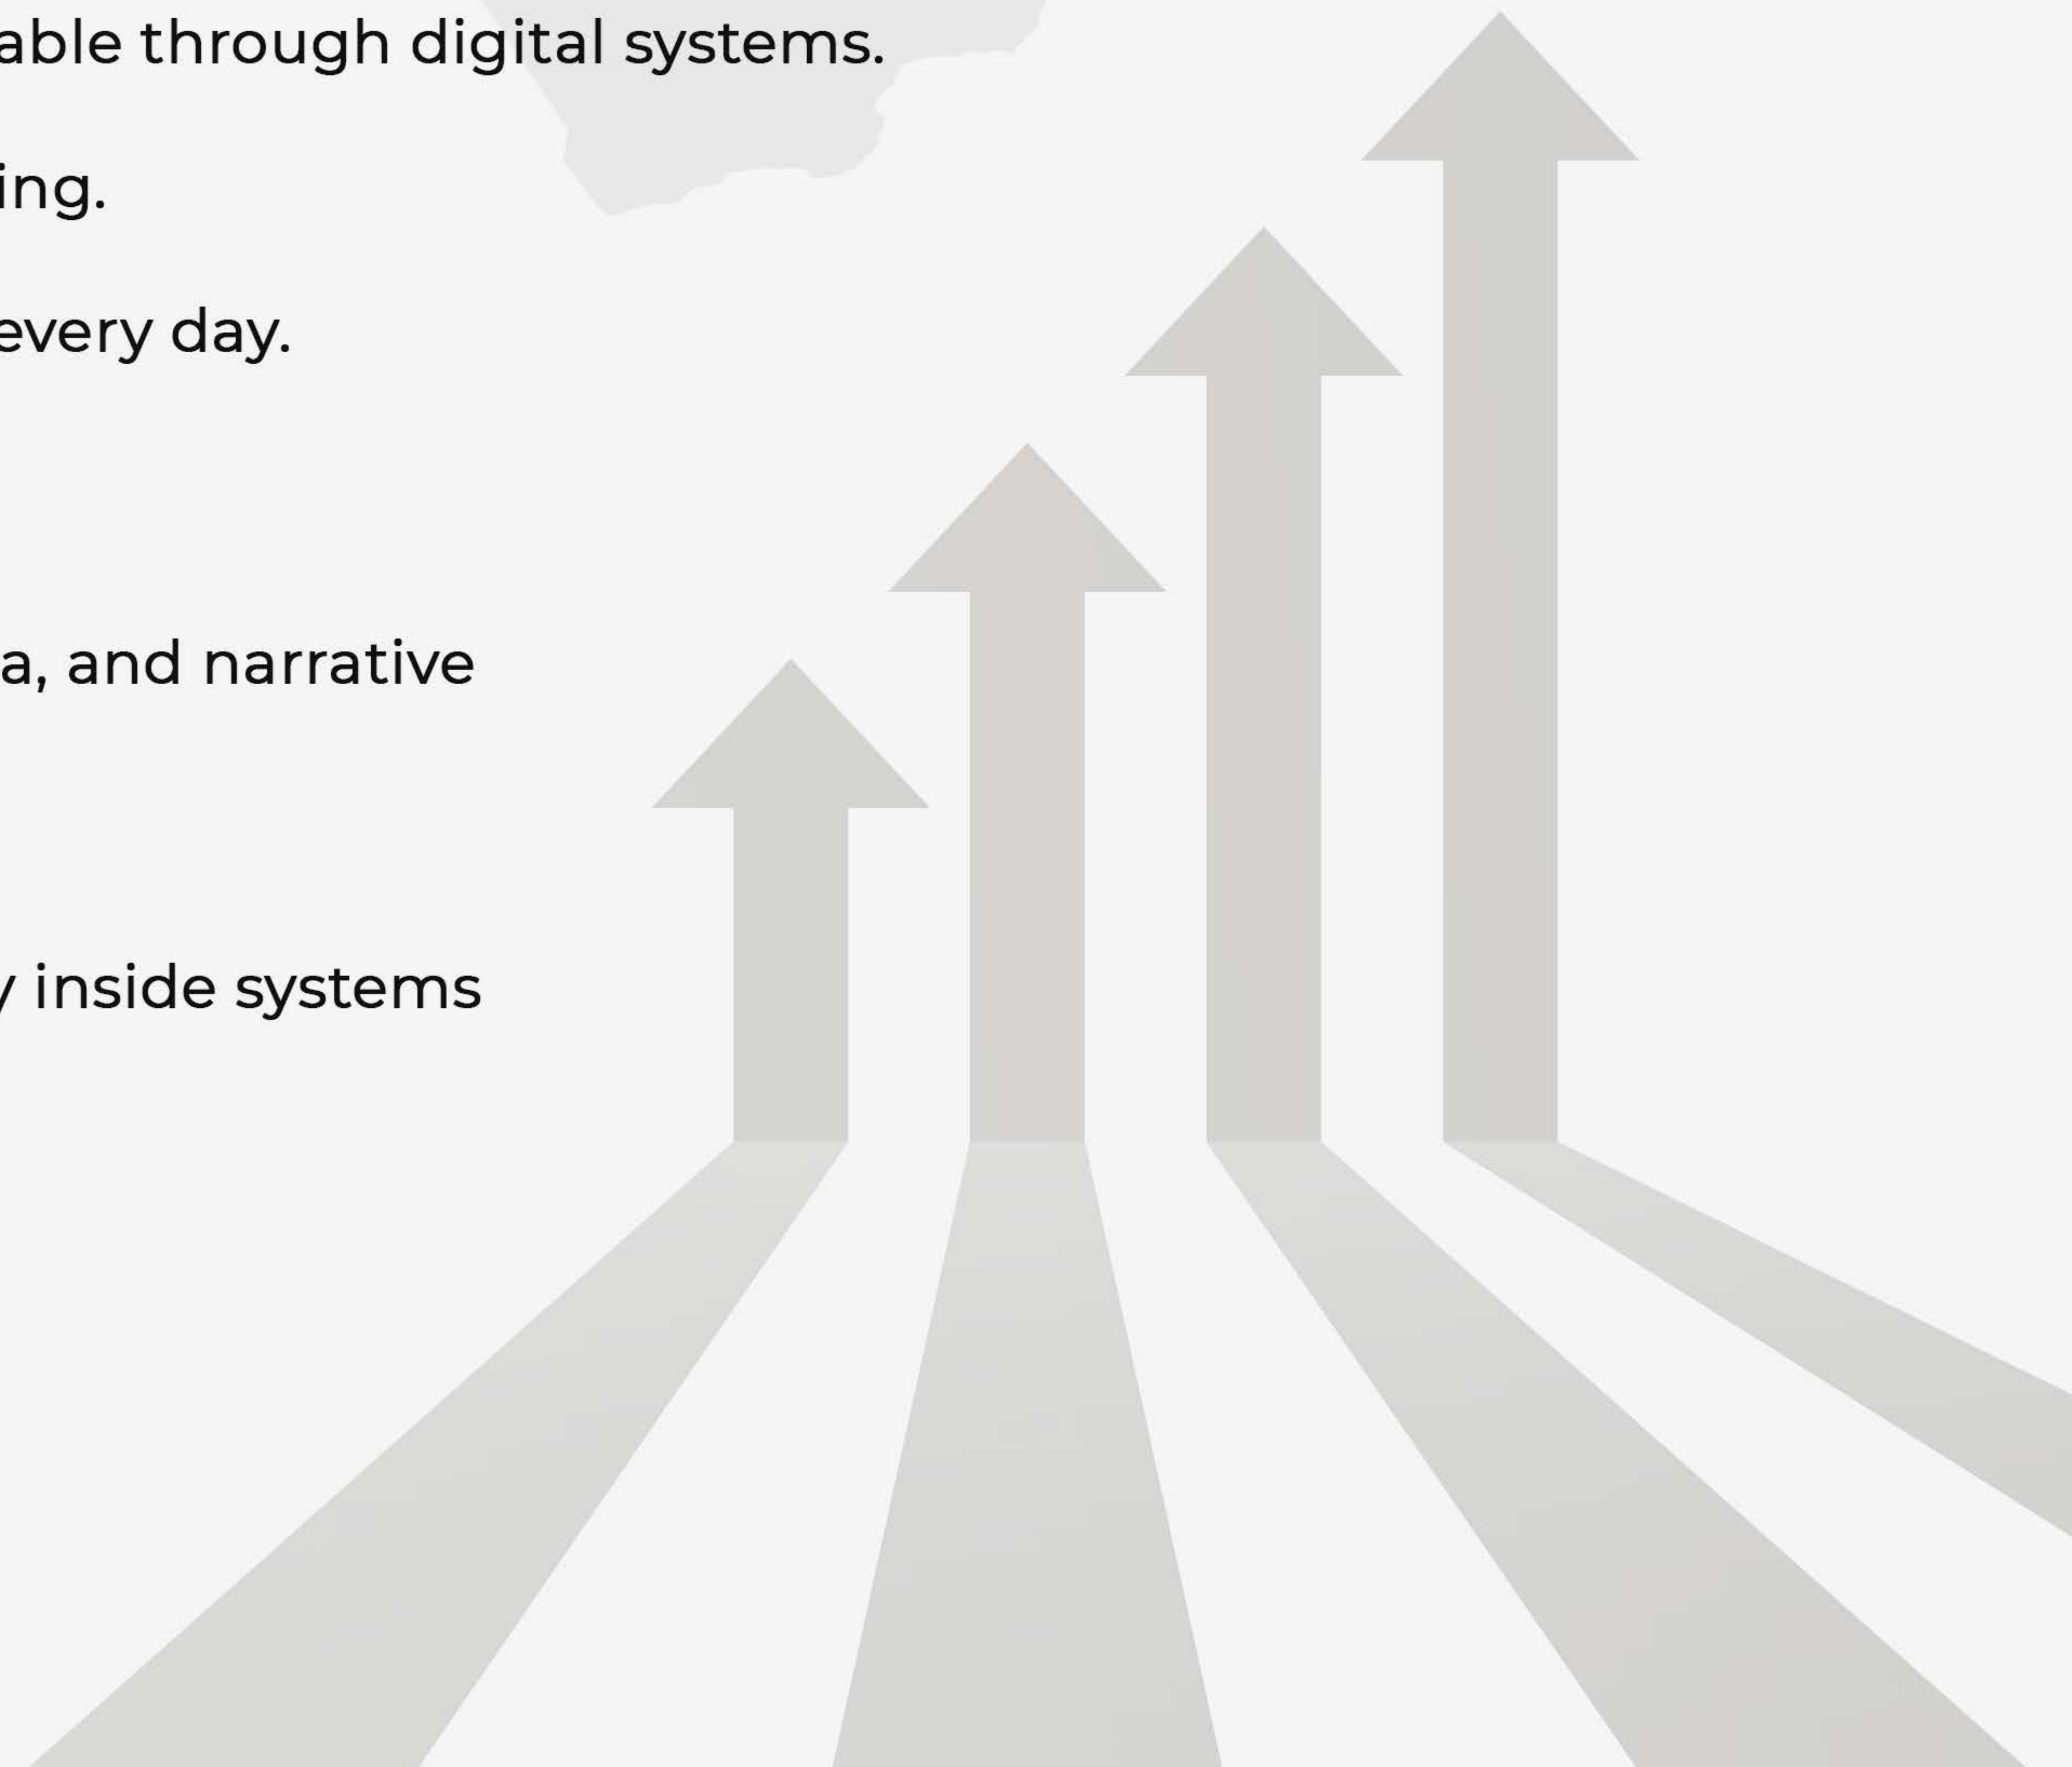 able through digital systems.
ing.
every day.
a, and narrative
y inside systems